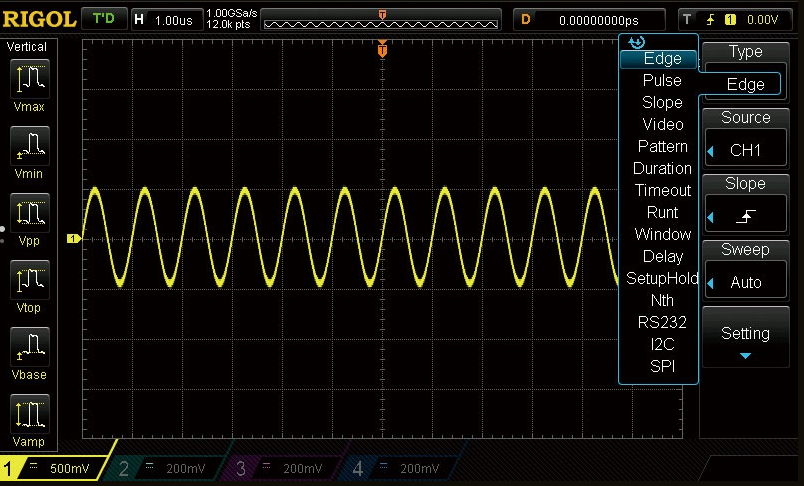 RIGOL T'D H 1.00us 1.00GSa/s 12.0k pts T D 0.00000000ps T 1 0.00V
Vertical
Vmax
Vmin
Vpp
Vtop
Vbase
Vamp
T
1
Edge
Pulse
Slope
Video
Pattern
Duration
Timeout
Runt
Window
Delay
SetupHold
Nth
RS232
I2C
SPI
Type
Edge
Source
CH1
Slope
Sweep
Auto
Setting
1 500mV 2 200mV 3 200mV 4 200mV